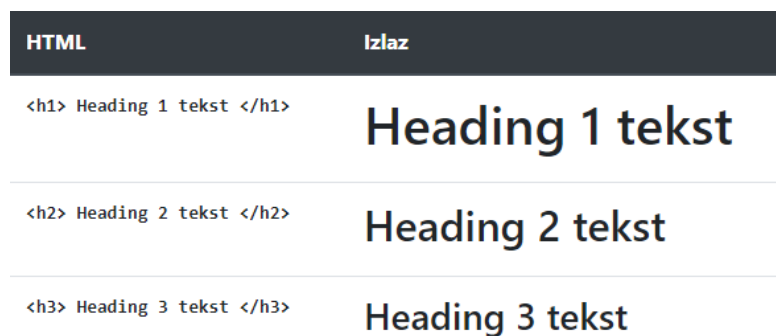 HTML Izlaz
<h1> Heading 1 tekst </h1> Heading 1 tekst
<h2> Heading 2 tekst </h2> Heading 2 tekst
<h3> Heading 3 tekst </h3> Heading 3 tekst